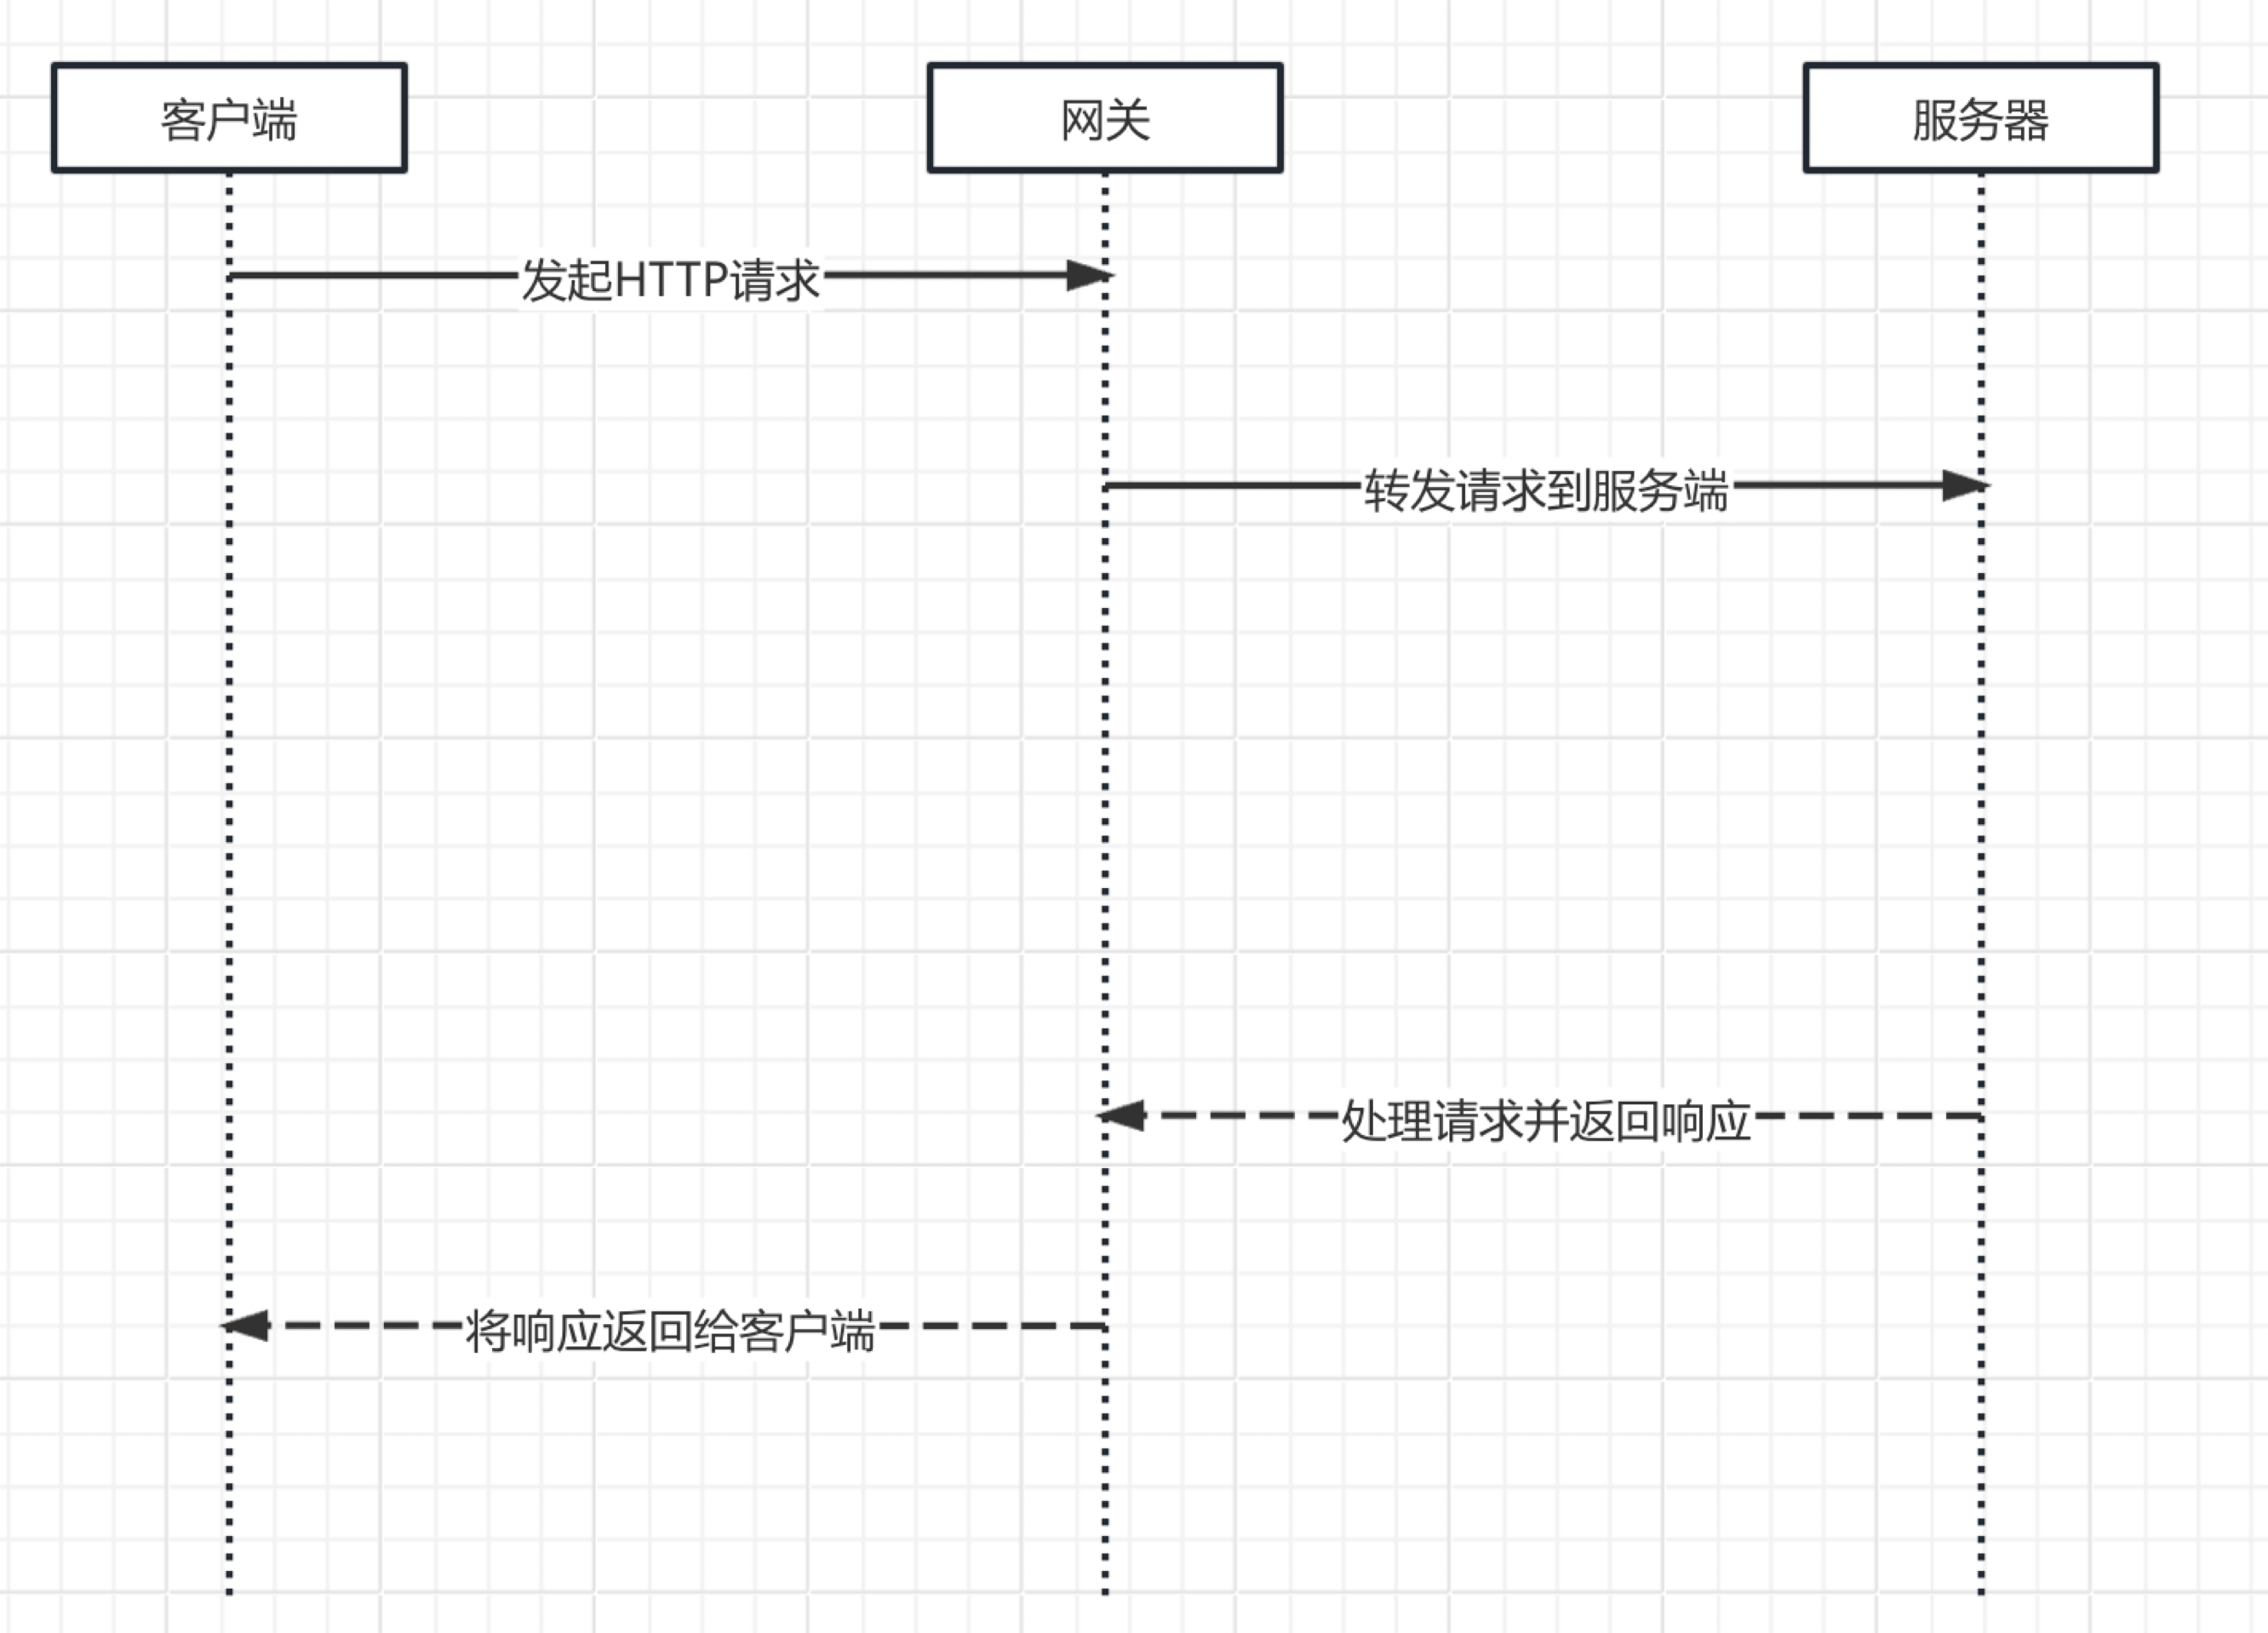 客户端
网关
服务器
发起HTTP请求
转发请求到服务端
处理请求并返回响应
将响应返回给客户端